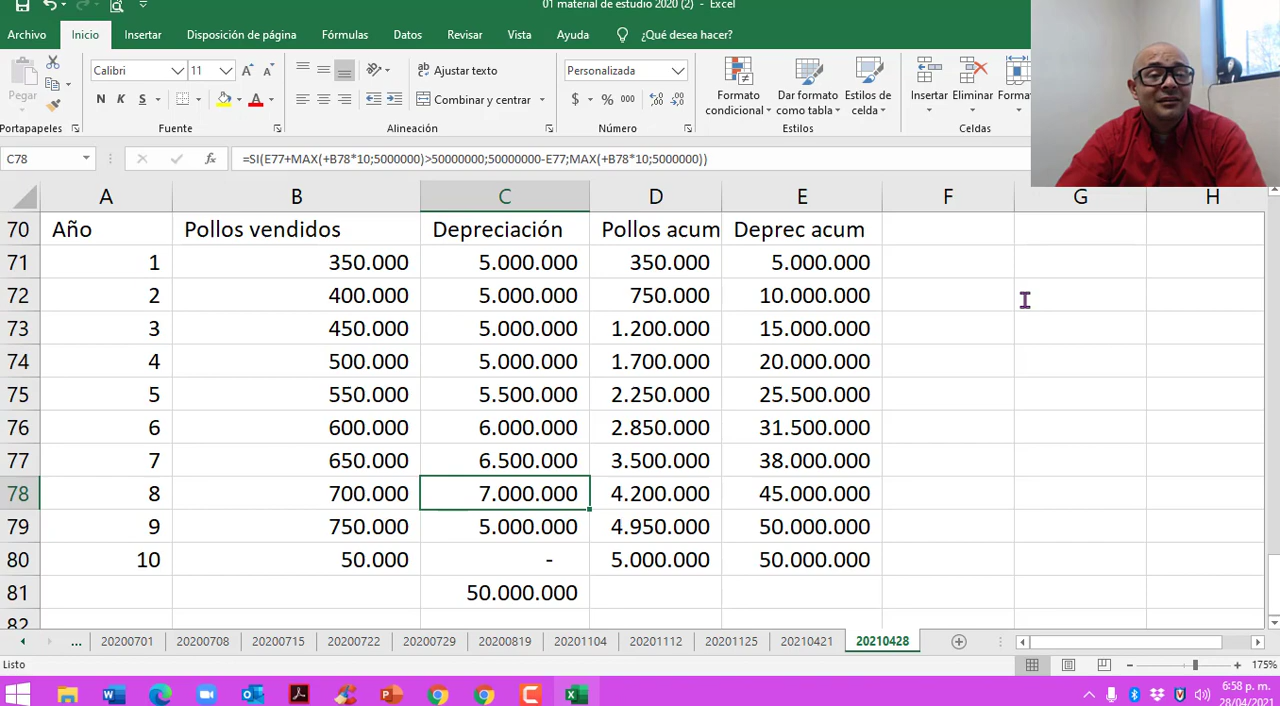 01 material de estudio 2020 (2) - Excel
Archivo Inicio Insertar Disposición de página Fórmulas Datos Revisar Vista Ayuda ¿Qué desea hacer?
Pegar
Calibri 11
N K S
Ajustar texto
Combinar y centrar
Personalizada
$ % 000
Formato condicional
Dar formato como tabla
Estilos de celda
Insertar Eliminar
Portapapeles Fuente Alineación Número Estilos Celdas
C78 fx =SI(E77+MAX(+B78*10;5000000)>50000000;50000000-E77;MAX(+B78*10;5000000))
A B C D E F G H
70 Año Pollos vendidos Depreciación Pollos acum Deprec acum
71 1 350.000 5.000.000 350.000 5.000.000
72 2 400.000 5.000.000 750.000 10.000.000
73 3 450.000 5.000.000 1.200.000 15.000.000
74 4 500.000 5.000.000 1.700.000 20.000.000
75 5 550.000 5.500.000 2.250.000 25.500.000
76 6 600.000 6.000.000 2.850.000 31.500.000
77 7 650.000 6.500.000 3.500.000 38.000.000
78 8 700.000 7.000.000 4.200.000 45.000.000
79 9 750.000 5.000.000 4.950.000 50.000.000
80 10 50.000 - 5.000.000 50.000.000
81 50.000.000
82
... 20200701 20200708 20200715 20200722 20200729 20200819 20201104 20201112 20201125 20210421 20210428
Listo 175%
6:58 p. m.
28/04/2021